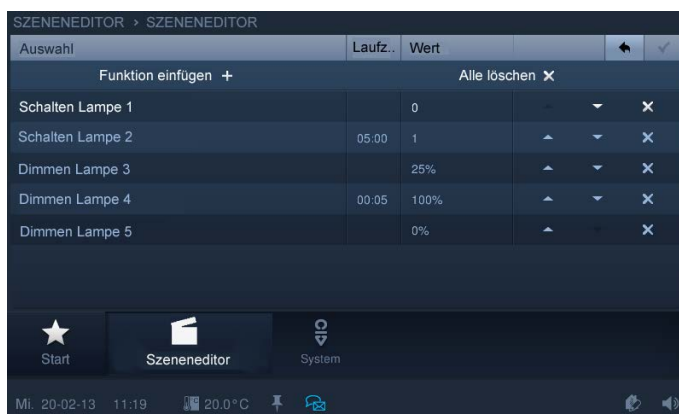 SZENENEDITOR › SZENENEDITOR
Auswahl Laufz.. Wert
Funktion einfügen + Alle löschen ×
Schalten Lampe 1 0
Schalten Lampe 2 05:00 1
Dimmen Lampe 3 25%
Dimmen Lampe 4 00:05 100%
Dimmen Lampe 5 0%
Start Szeneneditor System
Mi. 20-02-13 11:19 20.0°C